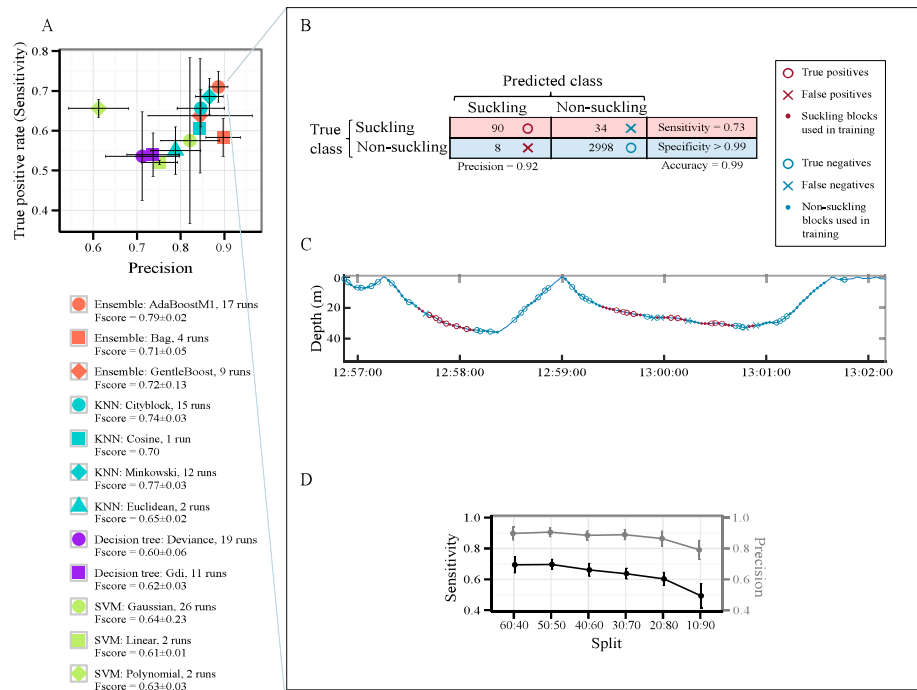 A
True positive rate (Sensitivity)
0.8
0.7
0.6
0.5
0.4
0.6 0.7 0.8 0.9
Precision
Ensemble: AdaBoostM1, 17 runs
Fscore = 0.79±0.02
Ensemble: Bag, 4 runs
Fscore = 0.71±0.05
Ensemble: GentleBoost, 9 runs
Fscore = 0.72±0.13
KNN: Cityblock, 15 runs
Fscore = 0.74±0.03
KNN: Cosine, 1 run
Fscore = 0.70
KNN: Minkowski, 12 runs
Fscore = 0.77±0.03
KNN: Euclidean, 2 runs
Fscore = 0.65±0.02
Decision tree: Deviance, 19 runs
Fscore = 0.60±0.06
Decision tree: Gdi, 11 runs
Fscore = 0.62±0.03
SVM: Gaussian, 26 runs
Fscore = 0.64±0.23
SVM: Linear, 2 runs
Fscore = 0.61±0.01
SVM: Polynomial, 2 runs
Fscore = 0.63±0.03
B
Predicted class
Suckling Non-suckling
True class
Suckling 90 34 Sensitivity = 0.73
Non-suckling 8 2998 Specificity > 0.99
Precision = 0.92 Accuracy = 0.99
True positives
False positives
Suckling blocks
used in training
True negatives
False negatives
Non-suckling
blocks used in
training
C
Depth (m)
0
20
40
12:57:00 12:58:00 12:59:00 13:00:00 13:01:00 13:02:00
D
Sensitivity
1.0
0.8
0.6
0.4
1.0
0.8
0.6
0.4
Precision
60:40 50:50 40:60 30:70 20:80 10:90
Split